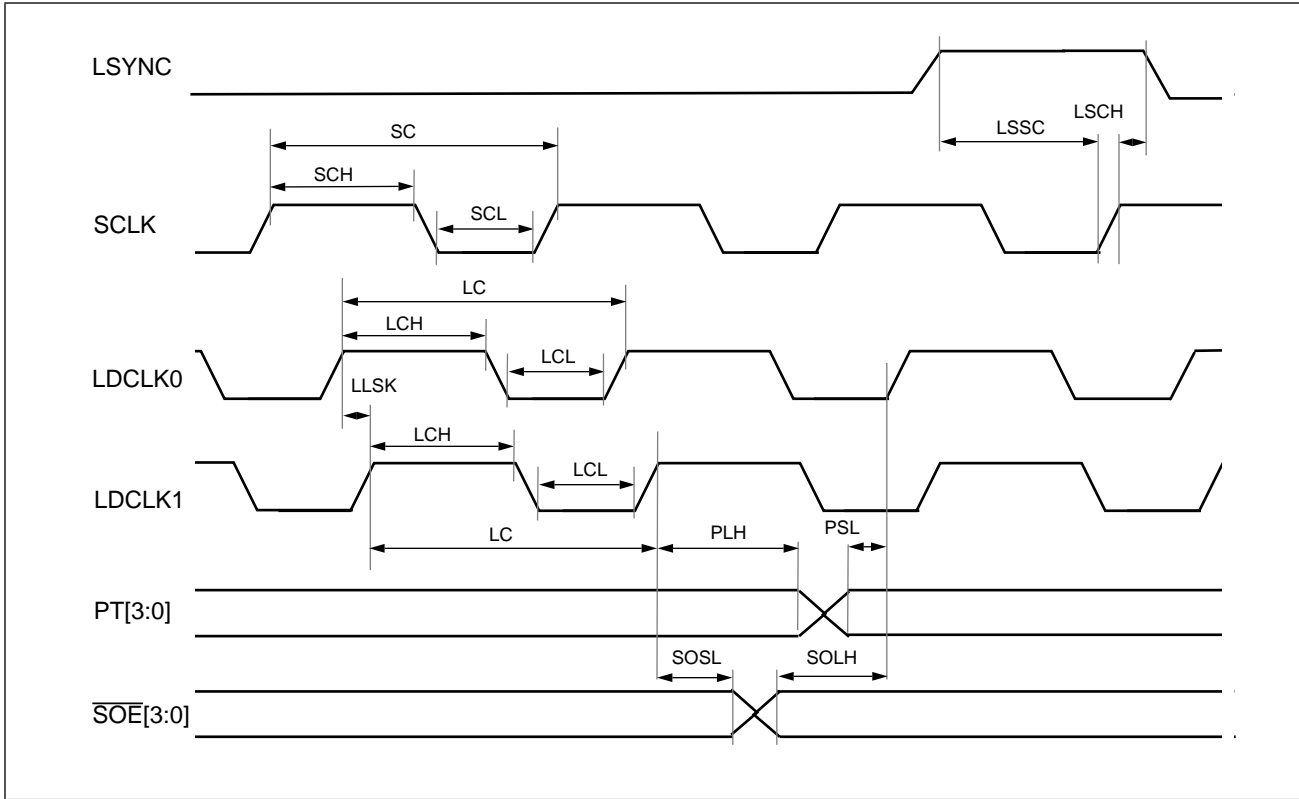 LSYNC
LSCH
LSSC
SC
SCH
SCL
SCLK
LC
LCH
LCL
LDCLK0
LLSK
LCH
LCL
LDCLK1
LC
PLH
PSL
PT[3:0]
SOSL
SOLH
SOE[3:0]